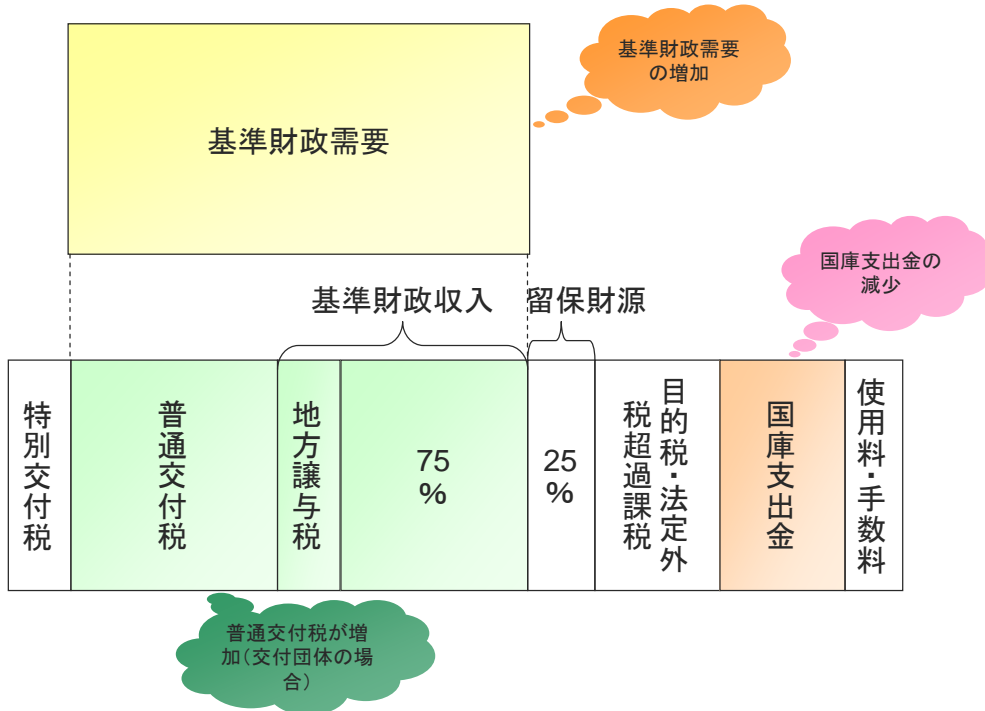 基準財政需要
の増加
基準財政需要
国庫支出金の
減少
基準財政収入
留保財源
特別交付税
普通交付税
地方譲与税
75
%
25
%
目的税・法定外
税超過課税
国庫支出金
使用料・手数料
普通交付税が増
加(交付団体の場
合)